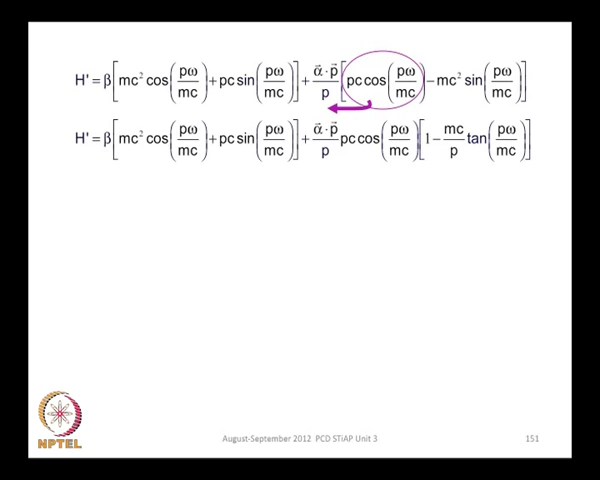 H' = β[mc² cos(pω/mc) + pc sin(pω/mc)] + α⃗·p⃗/p [pc cos(pω/mc) − mc² sin(pω/mc)]
H' = β[mc² cos(pω/mc) + pc sin(pω/mc)] + α⃗·p⃗/p pc cos(pω/mc)[1 − mc/p tan(pω/mc)]
NPTEL
August-September 2012 PCD STiAP Unit 3
151